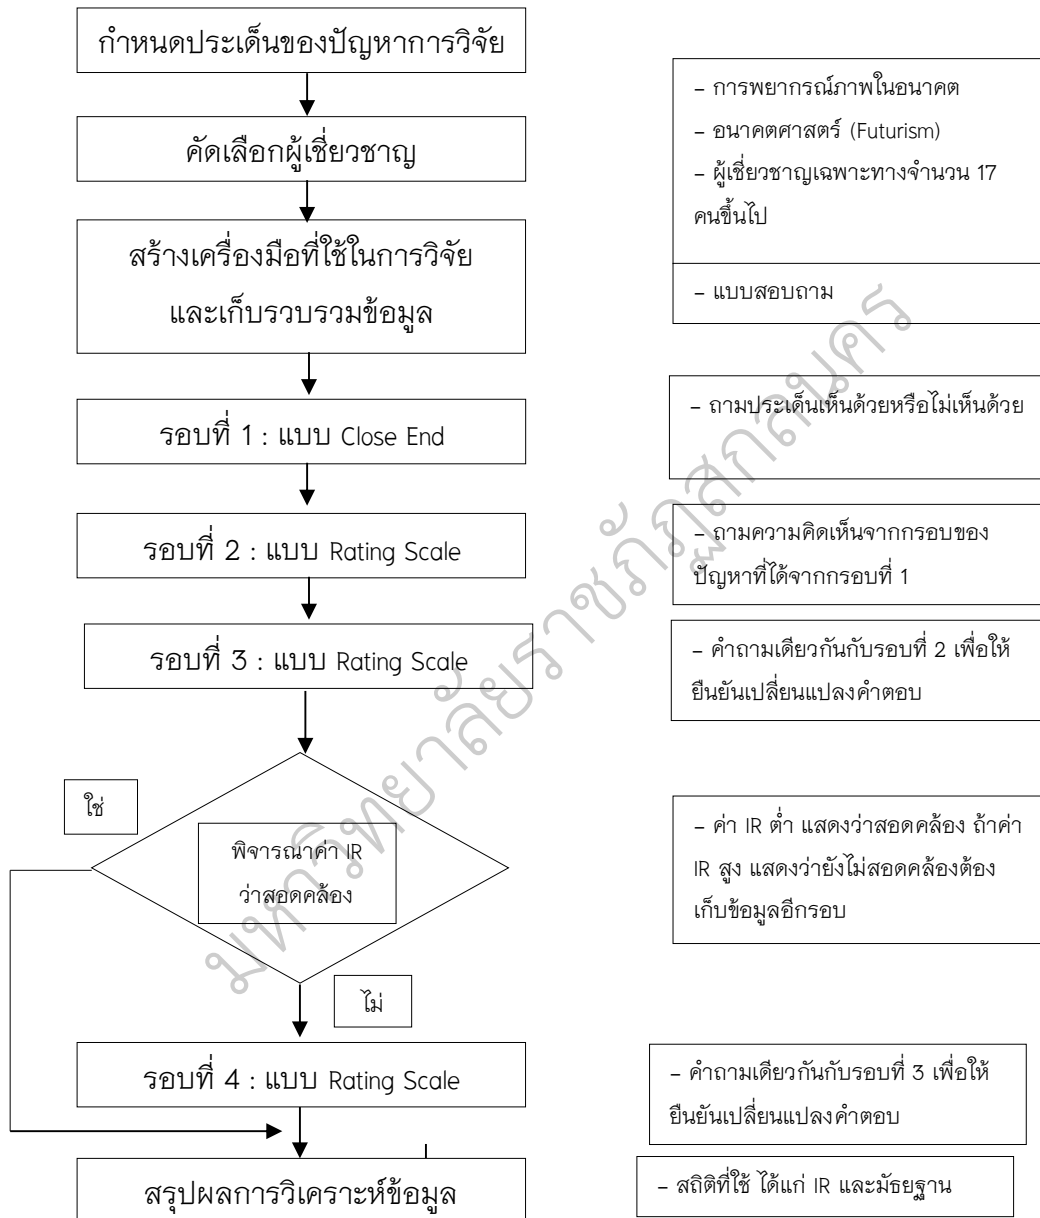 กำหนดประเด็นของปัญหาการวิจัย
คัดเลือกผู้เชี่ยวชาญ
– การพยากรณ์ภาพในอนาคต
– อนาคตศาสตร์ (Futurism)
– ผู้เชี่ยวชาญเฉพาะทางจำนวน 17
คนขึ้นไป
สร้างเครื่องมือที่ใช้ในการวิจัย
และเก็บรวบรวมข้อมูล
– แบบสอบถาม
รอบที่ 1 : แบบ Close End
– ถามประเด็นเห็นด้วยหรือไม่เห็นด้วย
รอบที่ 2 : แบบ Rating Scale
– ถามความคิดเห็นจากกรอบของ
ปัญหาที่ได้จากกรอบที่ 1
รอบที่ 3 : แบบ Rating Scale
– คำถามเดียวกันกับรอบที่ 2 เพื่อให้
ยืนยันเปลี่ยนแปลงคำตอบ
ใช่
พิจารณาค่า IR
ว่าสอดคล้อง
– ค่า IR ต่ำ แสดงว่าสอดคล้อง ถ้าค่า
IR สูง แสดงว่ายังไม่สอดคล้องต้อง
เก็บข้อมูลอีกรอบ
ไม่
รอบที่ 4 : แบบ Rating Scale
– คำถามเดียวกันกับรอบที่ 3 เพื่อให้
ยืนยันเปลี่ยนแปลงคำตอบ
สรุปผลการวิเคราะห์ข้อมูล
– สถิติที่ใช้ ได้แก่ IR และมัธยฐาน
มหาวิทยาลัยราชภัฏสกลนคร